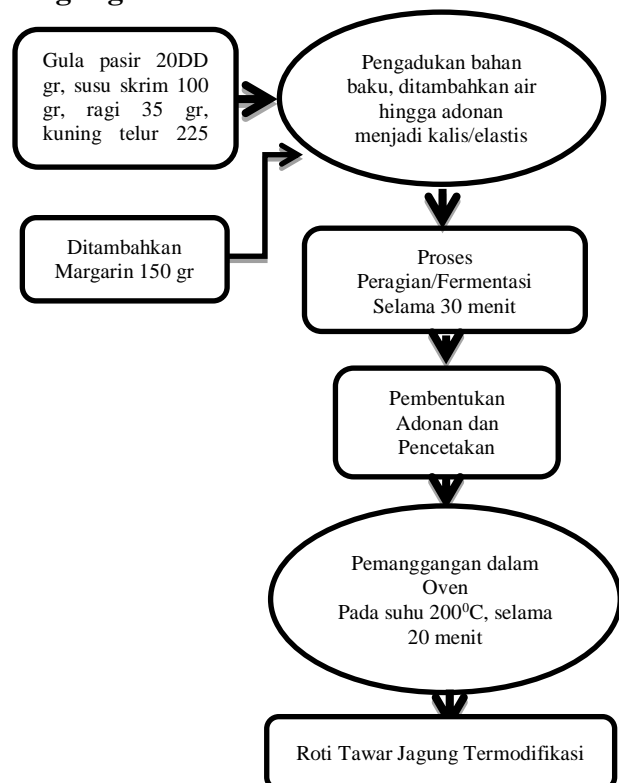 Gula pasir 20DD
gr, susu skrim 100
gr, ragi 35 gr,
kuning telur 225
Pengadukan bahan
baku, ditambahkan air
hingga adonan
menjadi kalis/elastis
Ditambahkan
Margarin 150 gr
Proses
Peragian/Fermentasi
Selama 30 menit
Pembentukan
Adonan dan
Pencetakan
Pemanggangan dalam
Oven
Pada suhu 200⁰C, selama
20 menit
Roti Tawar Jagung Termodifikasi